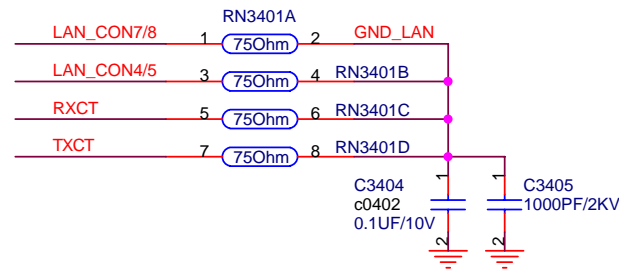 RN3401A
LAN_CON7/8 1 75Ohm 2 GND_LAN
LAN_CON4/5 3 75Ohm 4 RN3401B
RXCT 5 75Ohm 6 RN3401C
TXCT 7 75Ohm 8 RN3401D
1 1
C3404 C3405
c0402 1000PF/2KV
0.1UF/10V
2 2